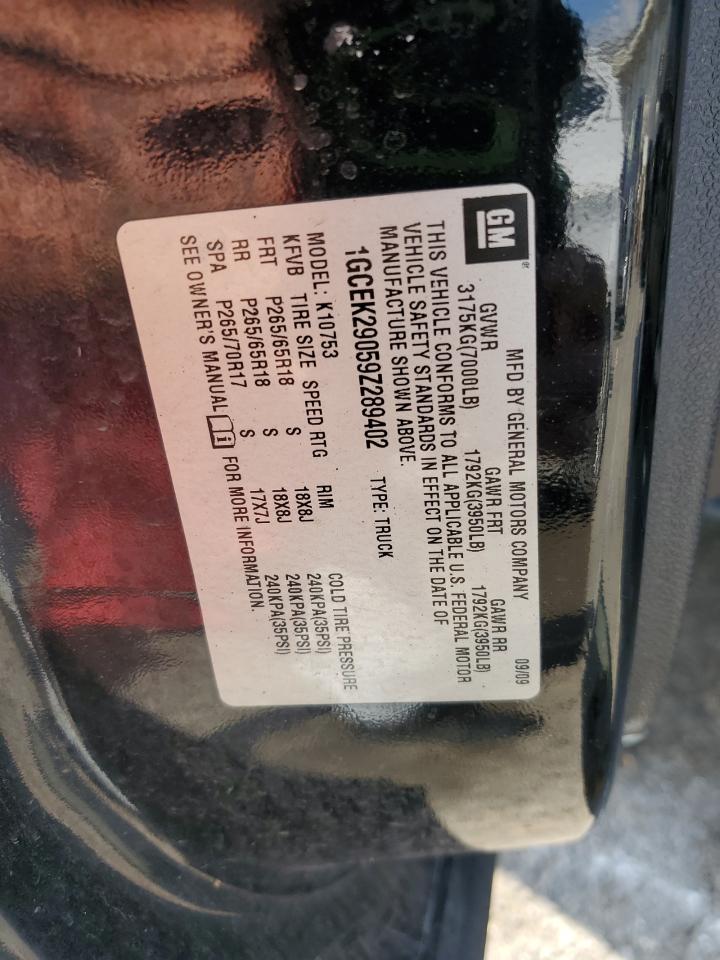 GM
MFD BY GENERAL MOTORS COMPANY 09/09
GVWR GAWR FRT GAWR RR
3175KG(7000LB) 1792KG(3950LB) 1792KG(3950LB)
THIS VEHICLE CONFORMS TO ALL APPLICABLE U.S. FEDERAL MOTOR
VEHICLE SAFETY STANDARDS IN EFFECT ON THE DATE OF
MANUFACTURE SHOWN ABOVE.
1GCEK29059Z289402 TYPE: TRUCK
MODEL: K10753
KFVB TIRE SIZE SPEED RTG RIM COLD TIRE PRESSURE
FRT P265/65R18 S 18X8J 240KPA(35PSI)
RR P265/65R18 S 18X8J 240KPA(35PSI)
SPA P265/70R17 S 17X7J 240KPA(35PSI)
SEE OWNER'S MANUAL FOR MORE INFORMATION.